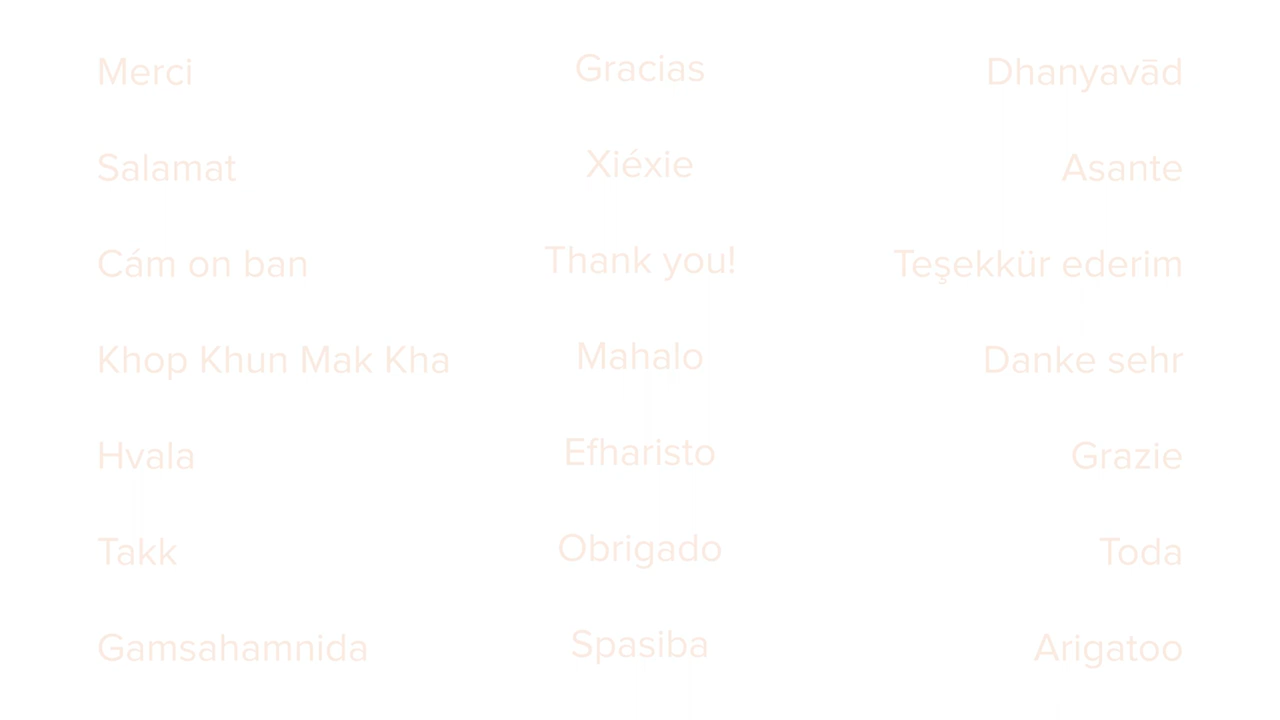 Merci
Gracias
Dhanyavād
Salamat
Xiéxie
Asante
Cám on ban
Thank you!
Teşekkür ederim
Khop Khun Mak Kha
Mahalo
Danke sehr
Hvala
Efharisto
Grazie
Takk
Obrigado
Toda
Gamsahamnida
Spasiba
Arigatoo